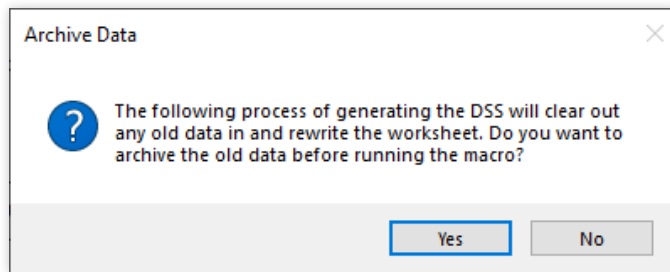 Archive Data
The following process of generating the DSS will clear out
any old data in and rewrite the worksheet. Do you want to
archive the old data before running the macro?
Yes No